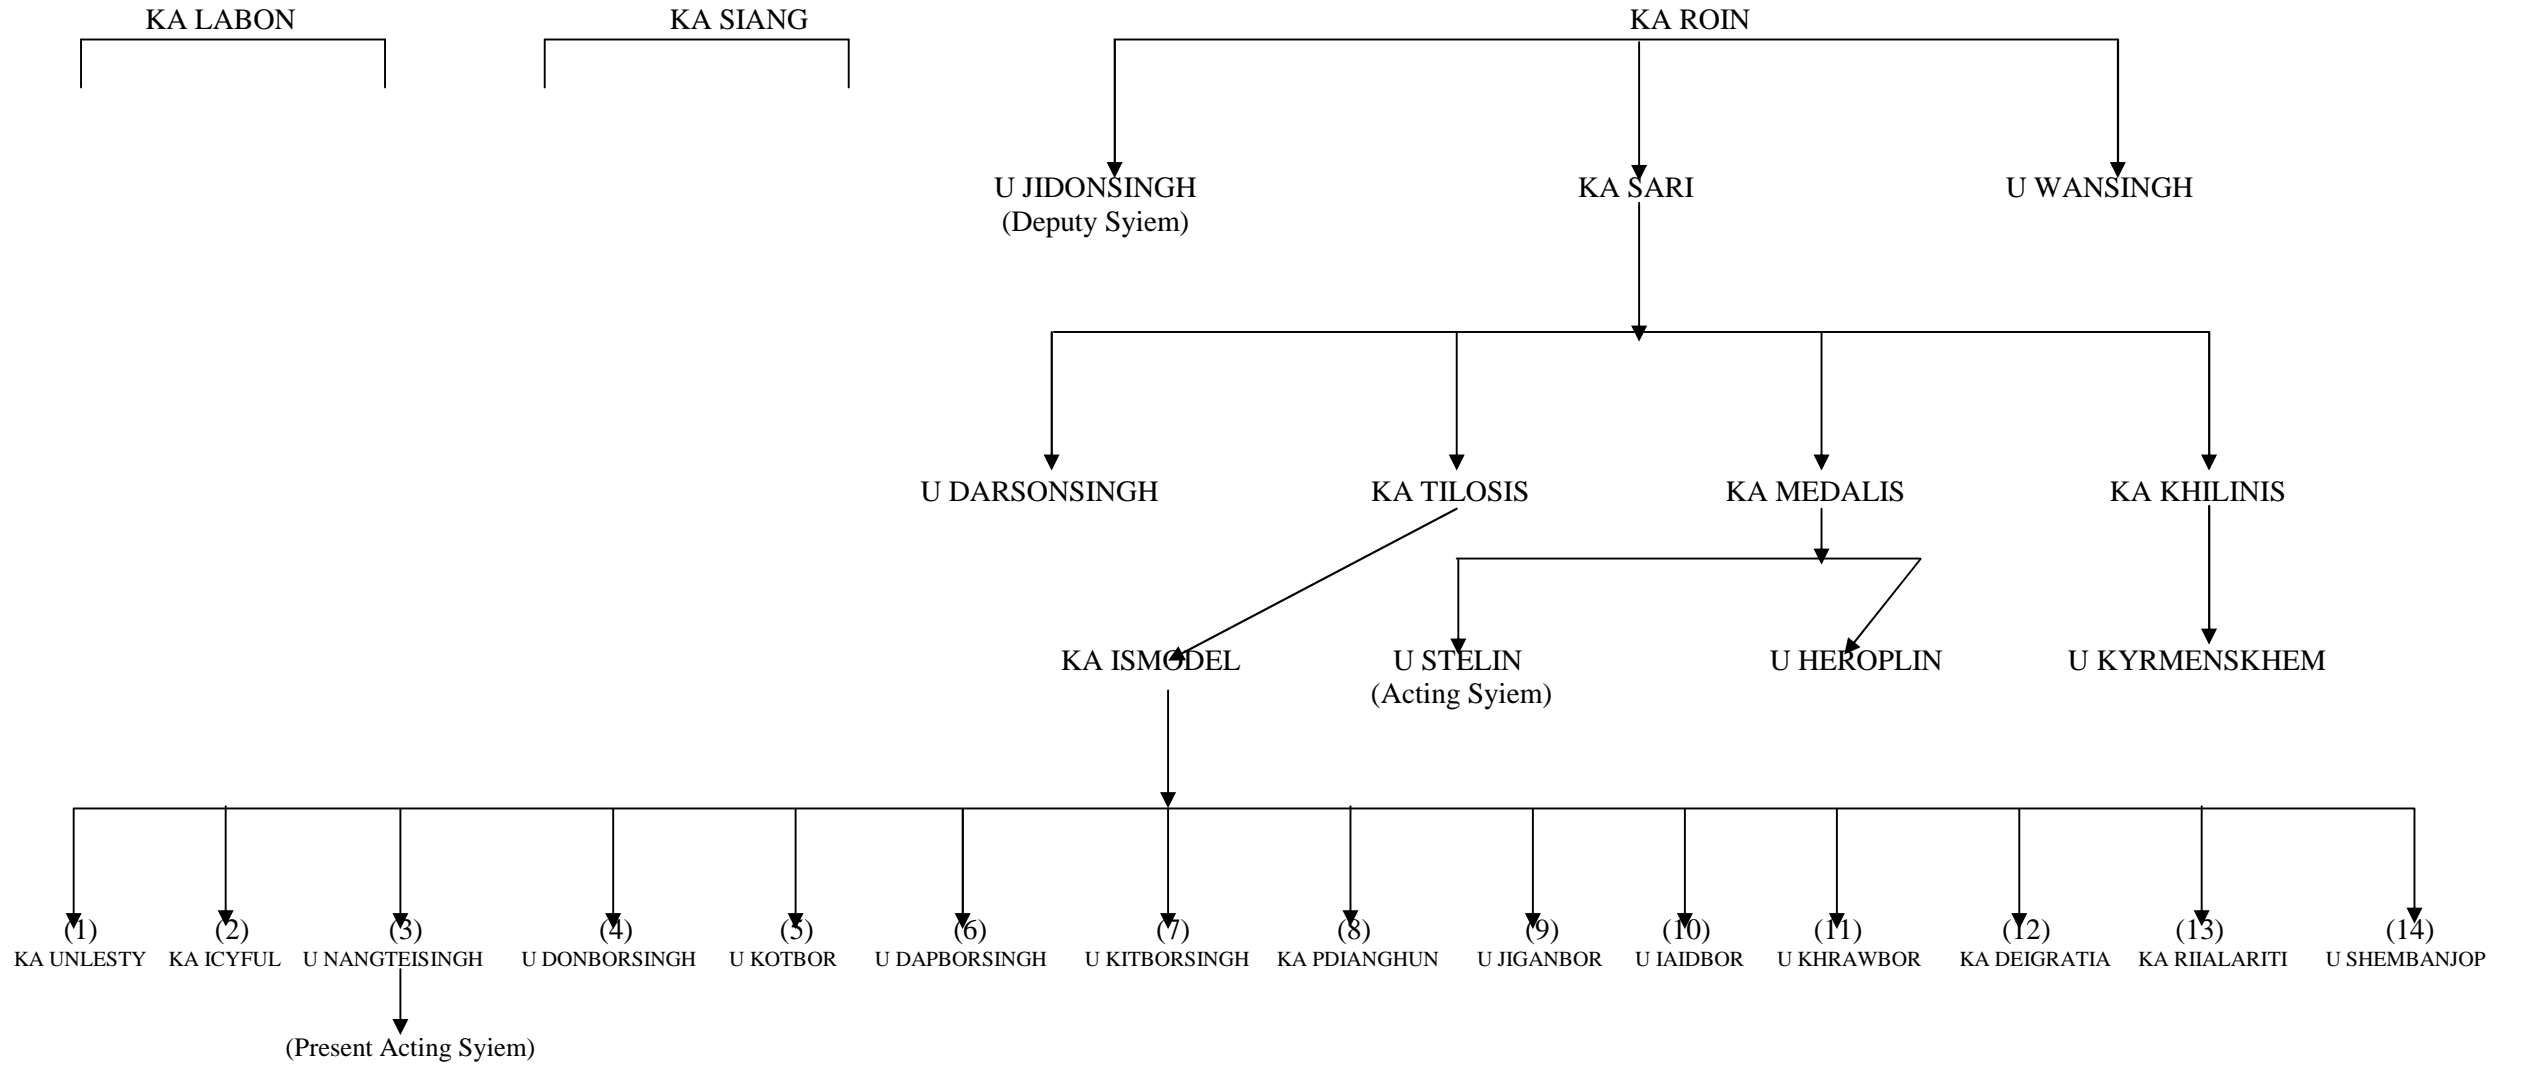 KA LABON
KA SIANG
KA ROIN
U JIDONSINGH
(Deputy Syiem)
KA SARI
U WANSINGH
U DARSONSINGH
KA TILOSIS
KA MEDALIS
KA KHILINIS
KA ISMODEL
U STELIN
(Acting Syiem)
U HEROPLIN
U KYRMENSKHEM
(1)
KA UNLESTY
(2)
KA ICYFUL
(3)
U NANGTEISINGH
(4)
U DONBORSINGH
(5)
U KOTBOR
(6)
U DAPBORSINGH
(7)
U KITBORSINGH
(8)
KA PDIANGHUN
(9)
U JIGANBOR
(10)
U IAIDBOR
(11)
U KHRAWBOR
(12)
KA DEIGRATIA
(13)
KA RIIALARITI
(14)
U SHEMBANJOP
(Present Acting Syiem)